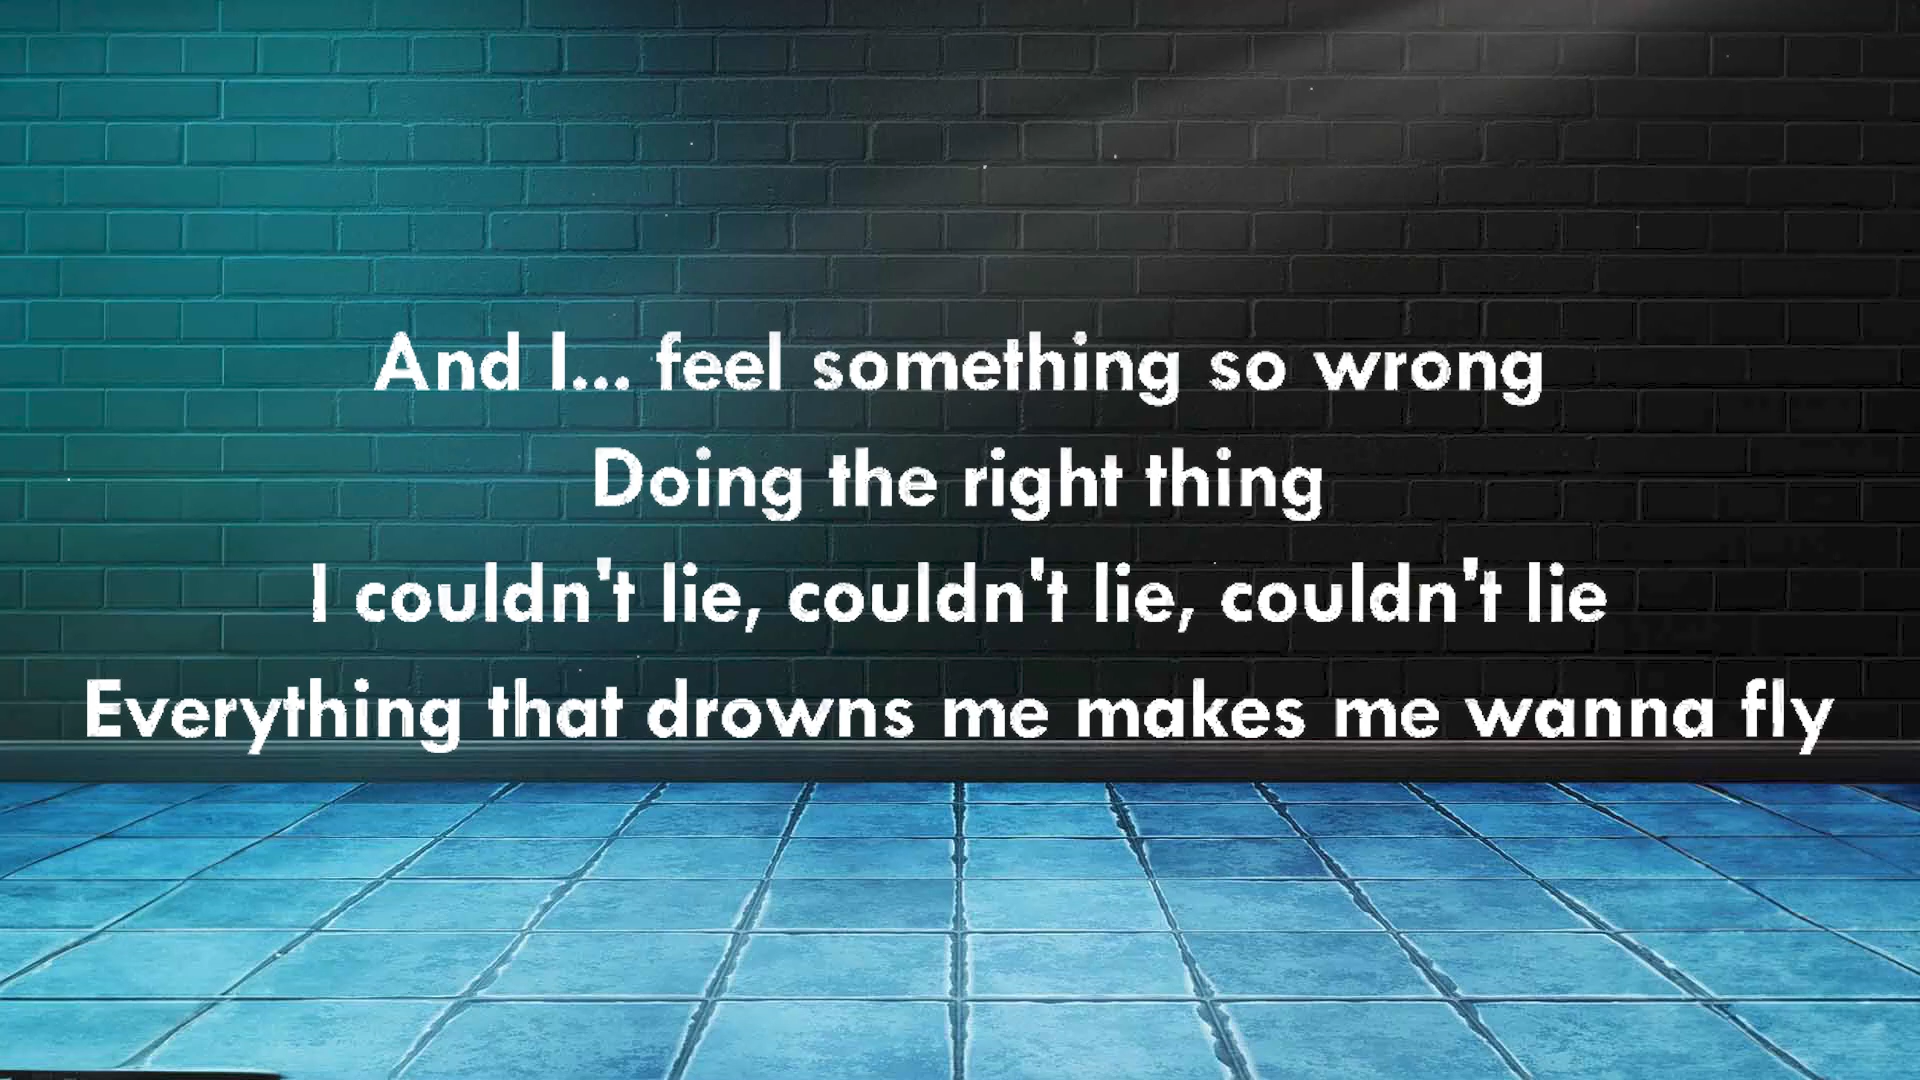 And I... feel something so wrong
Doing the right thing
I couldn't lie, couldn't lie, couldn't lie
Everything that drowns me makes me wanna fly